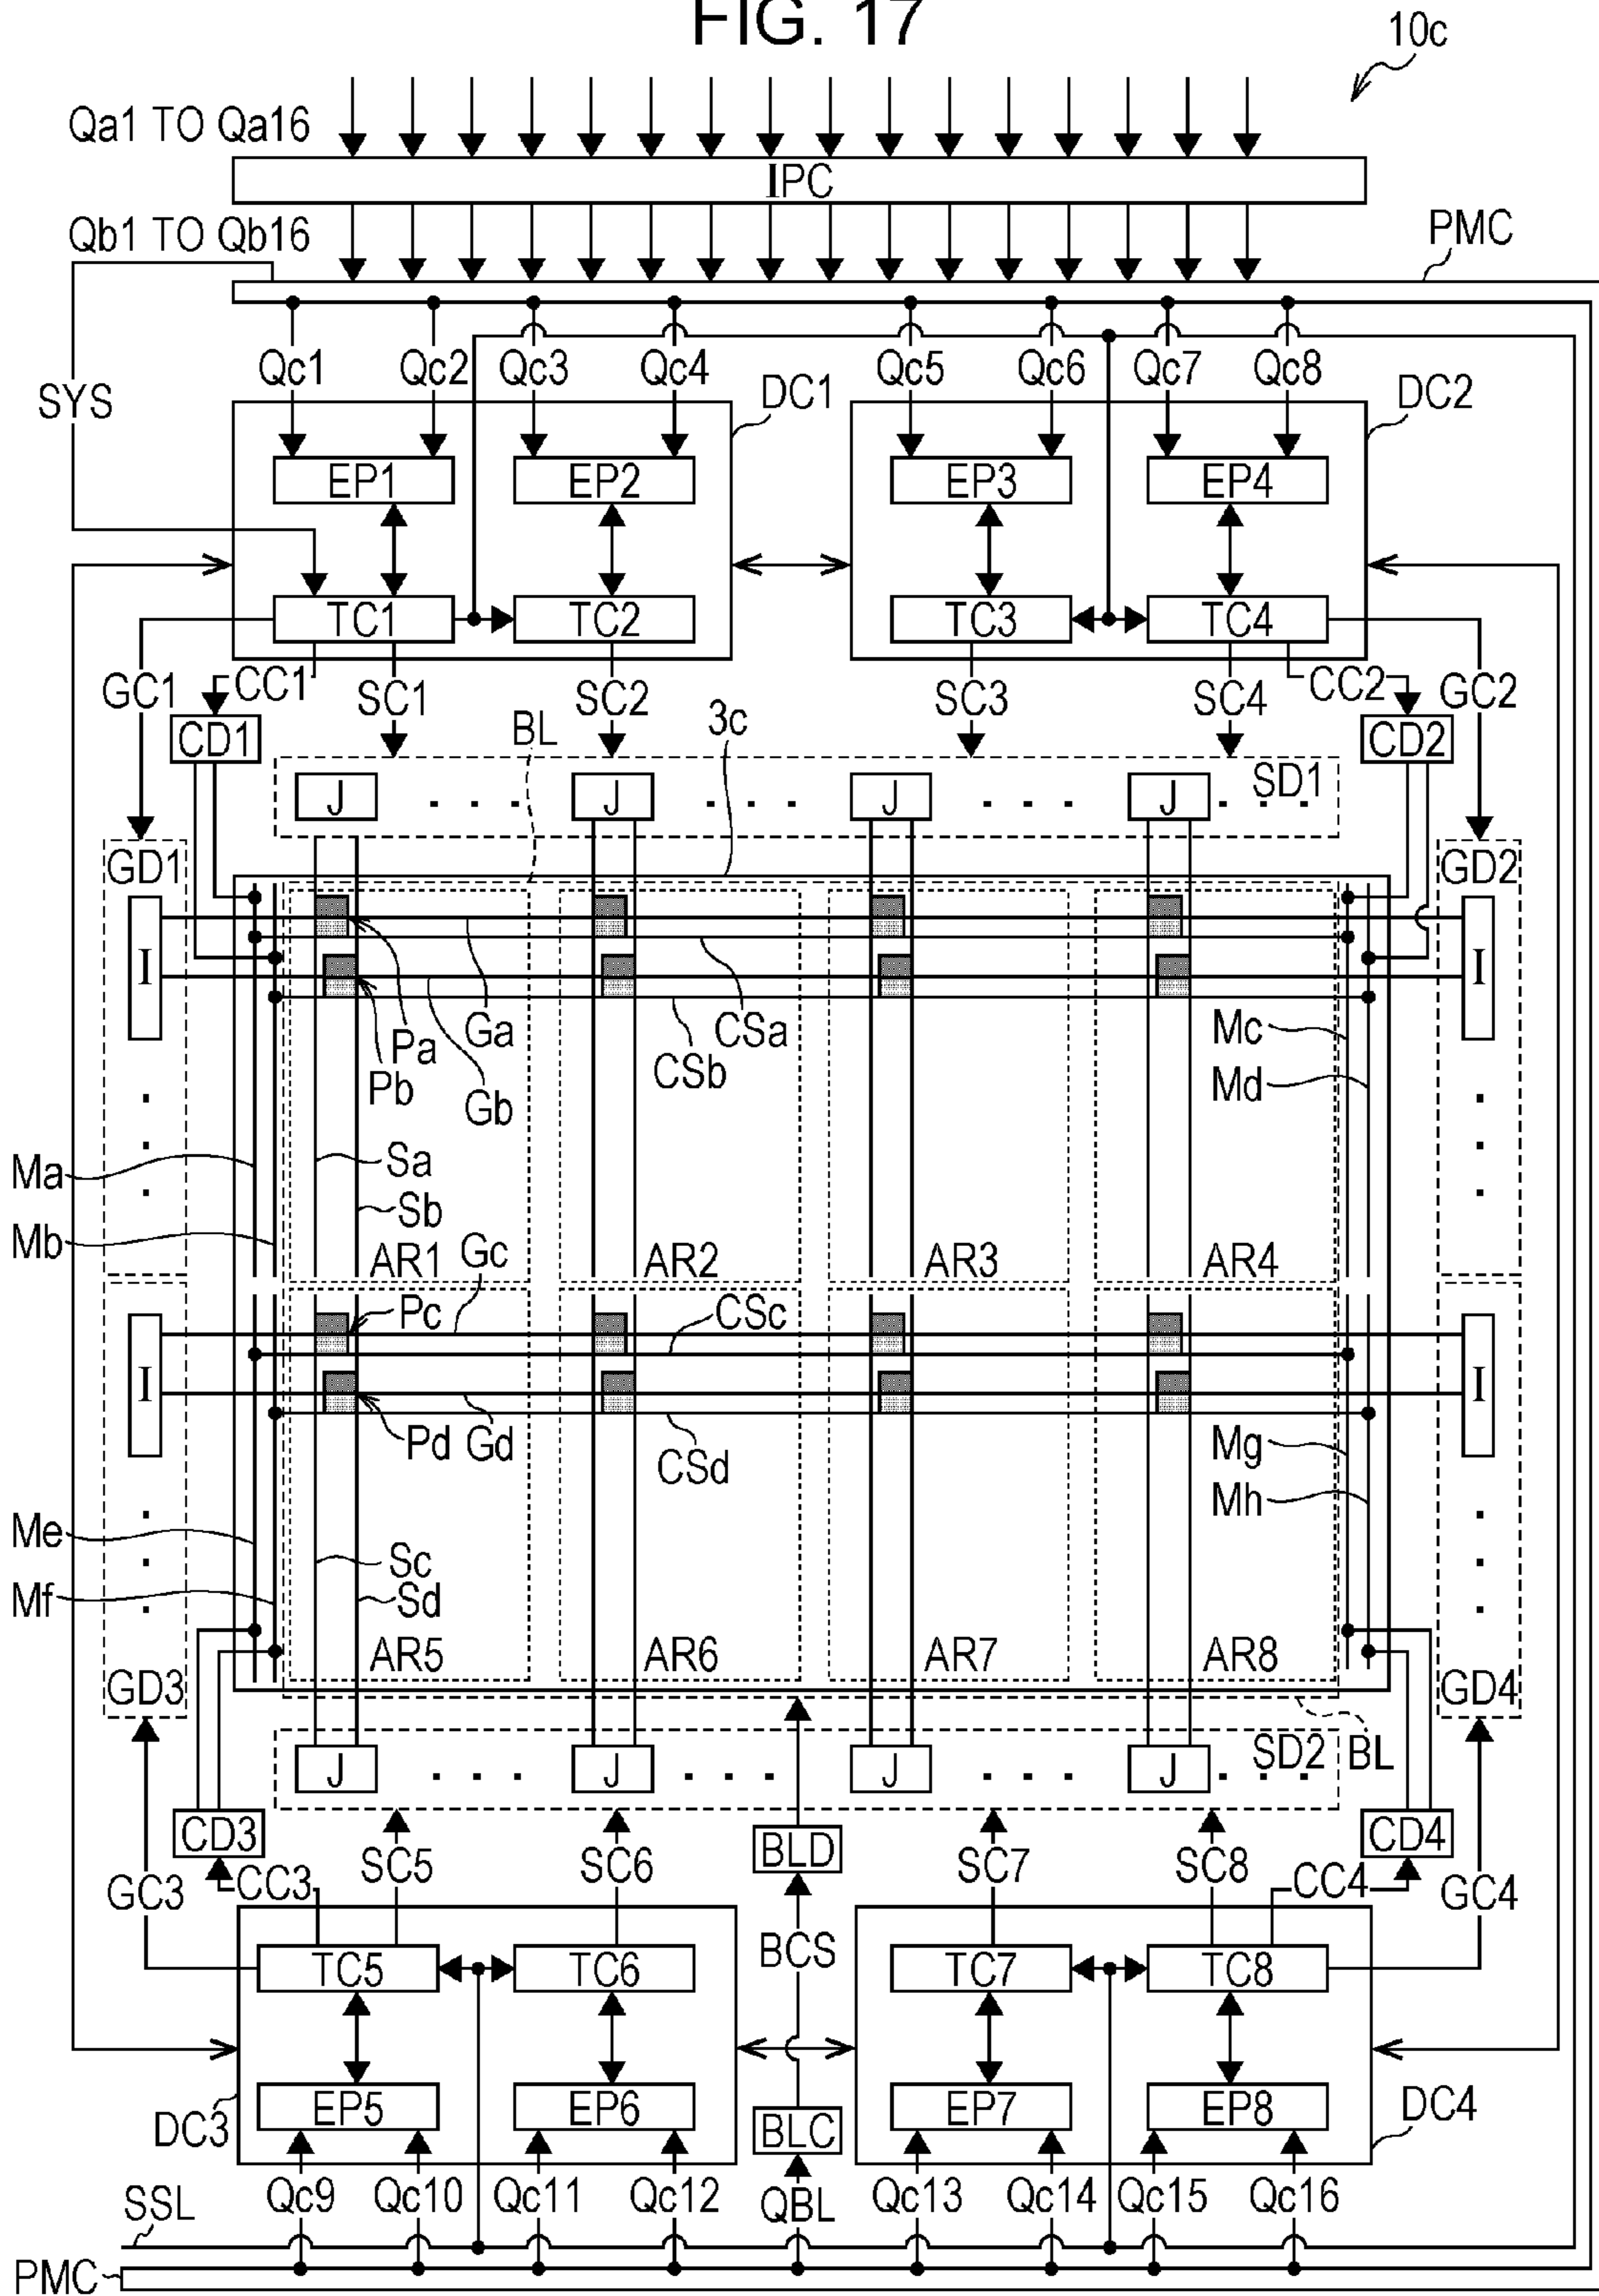 FIG. 17
10c
Qa1 TO Qa16
IPC
Qb1 TO Qb16
PMC
Qc1 Qc2 Qc3 Qc4 Qc5 Qc6 Qc7 Qc8
SYS
DC1
DC2
EP1 EP2 EP3 EP4
TC1 TC2 TC3 TC4
GC1 CC1 SC1 SC2 SC3 SC4 CC2 GC2
CD1 BL 3c CD2
J . . . J . . . J . . . J . . . SD1
GD1 GD2
I I
Pa Ga CSa Mc
Pb Gb CSb Md
Ma Sa
Mb Sb
AR1 Gc AR2 AR3 AR4
Pc CSc
I I
Pd Gd CSd Mg
Mh
Me Sc
Mf Sd
AR5 AR6 AR7 AR8
GD3 GD4
J . . . J . . . J . . . J . . . SD2 BL
CD3 BLD CD4
GC3 CC3 SC5 SC6 SC7 SC8 CC4 GC4
BCS
TC5 TC6 TC7 TC8
EP5 EP6 EP7 EP8
DC3 BLC DC4
SSL Qc9 Qc10 Qc11 Qc12 QBL Qc13 Qc14 Qc15 Qc16
PMC